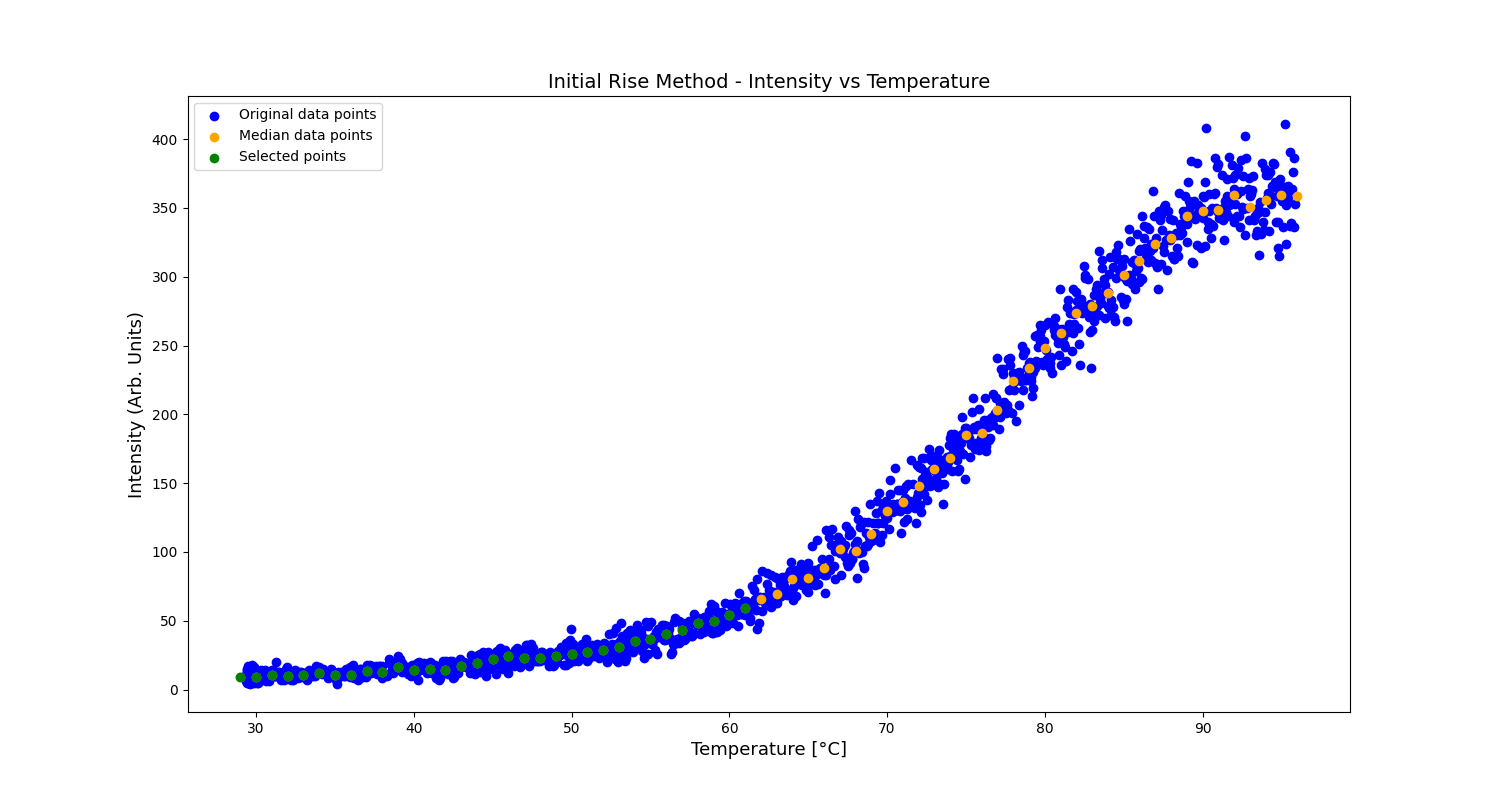 Initial Rise Method - Intensity vs Temperature
Original data points
Median data points
Selected points
Intensity (Arb. Units)
400
350
300
250
200
150
100
50
0
30 40 50 60 70 80 90
Temperature [°C]